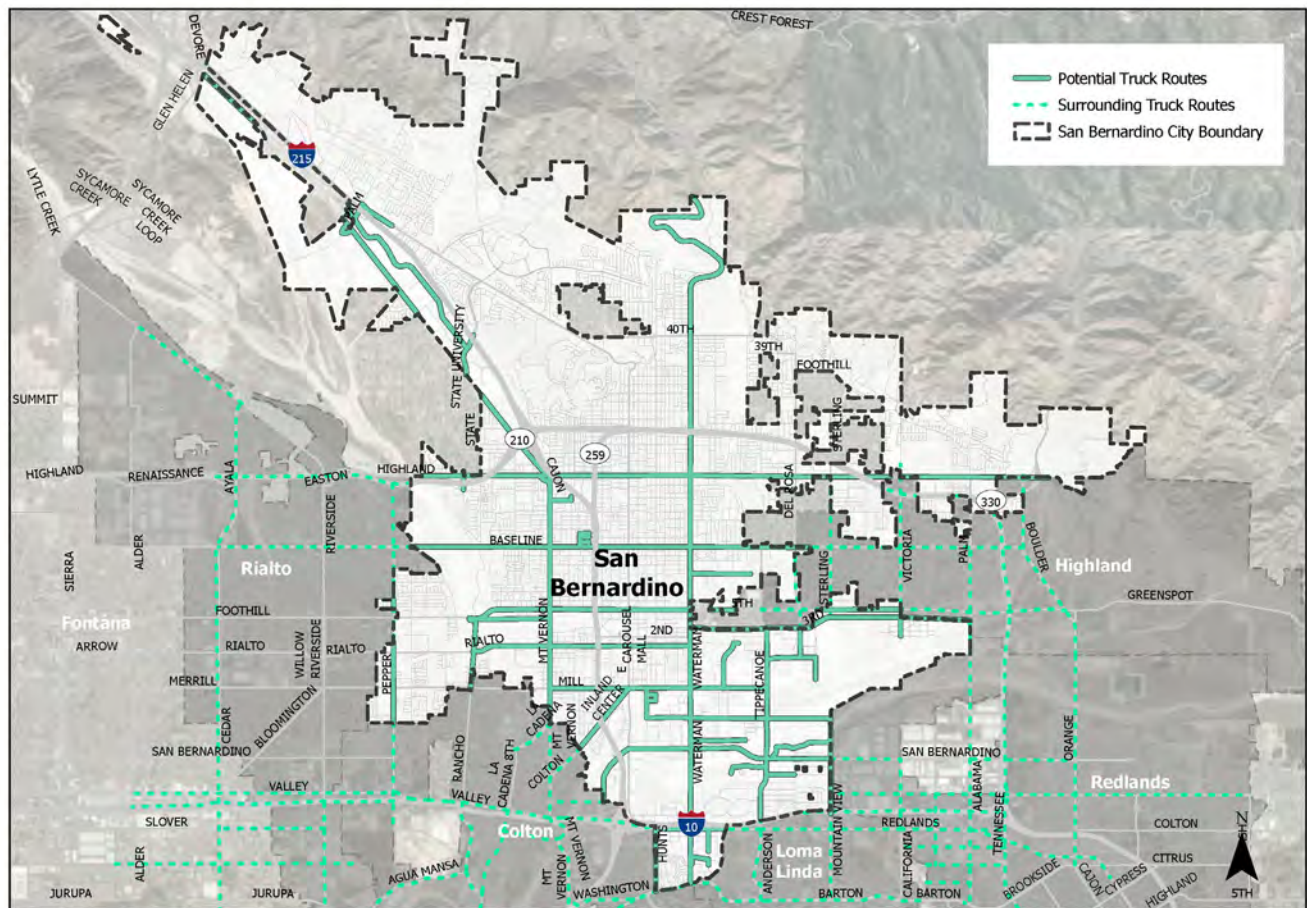 CREST FOREST
DEVORE
GLEN HELEN
Potential Truck Routes
Surrounding Truck Routes
San Bernardino City Boundary
215
LYTLE CREEK
SYCAMORE
CREEK
SYCAMORE
CREEK
LOOP
PALM
STATE UNIVERSITY
40TH
39TH
FOOTHILL
SUMMIT
STATE
STERLING
210
259
CAJON
HIGHLAND
RENAISSANCE
AYALA
EASTON
HIGHLAND
DEL ROSA
330
RIVERSIDE
BASELINE
SIERRA
ALDER
Rialto
San
Bernardino
STERLING
VICTORIA
PALM
BOULDER
Highland
FOOTHILL
5TH
3RD
GREENSPOT
Fontana
ARROW
RIALTO
WILLOW
RIVERSIDE
RIALTO
RIALTO
MT VERNON
2ND
E
CAROUSEL
MALL
WATERMAN
TIPPECANOE
MERRILL
PEPPER
MILL
INLAND
CENTER
CEDAR
BLOOMINGTON
LA
CADENA
MT
VERNON
SAN BERNARDINO
RANCHO
LA
CADENA 8TH
COLTON
WATERMAN
SAN BERNARDINO
ORANGE
ALABAMA
Redlands
VALLEY
VALLEY
SLOVER
Colton
10
MOUNTAIN VIEW
REDLANDS
TENNESSEE
COLTON
ALDER
MT VERNON
HUNTS
ANDERSON
Loma
Linda
CALIFORNIA
CITRUS
AGUA MANSA
JURUPA
JURUPA
MT
VERNON
WASHINGTON
BARTON
BARTON
BROOKSIDE
CAJON
CYPRESS
HIGHLAND
5TH